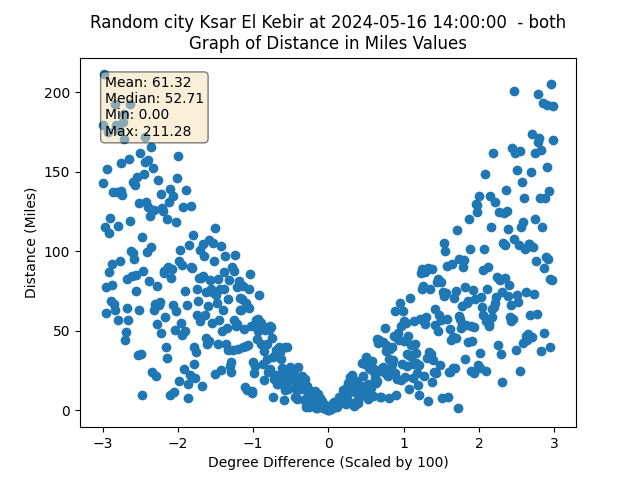 Random city Ksar El Kebir at 2024-05-16 14:00:00  - both
Graph of Distance in Miles Values
Mean: 61.32
Median: 52.71
Min: 0.00
Max: 211.28
Distance (Miles)
200
150
100
50
0
−3 −2 −1 0 1 2 3
Degree Difference (Scaled by 100)